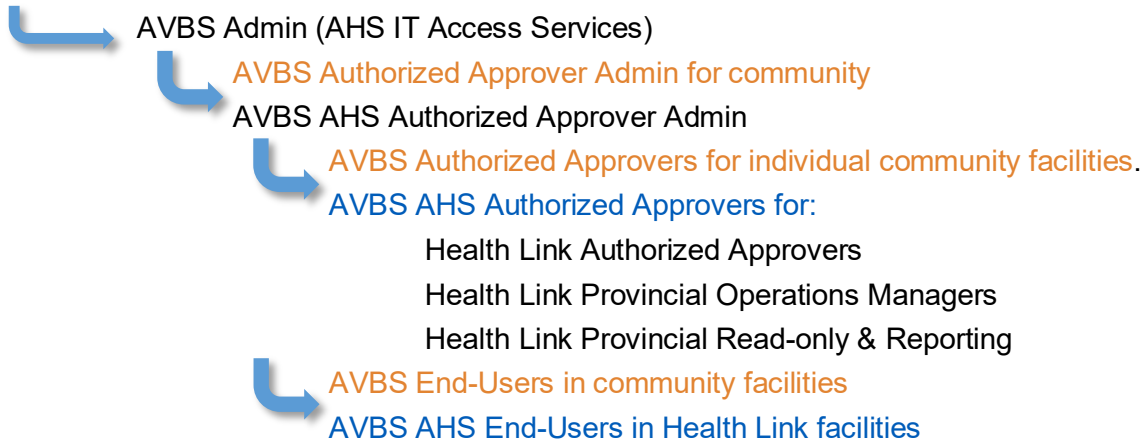 AVBS Admin (AHS IT Access Services)
AVBS Authorized Approver Admin for community
AVBS AHS Authorized Approver Admin
AVBS Authorized Approvers for individual community facilities.
AVBS AHS Authorized Approvers for:
Health Link Authorized Approvers
Health Link Provincial Operations Managers
Health Link Provincial Read-only & Reporting
AVBS End-Users in community facilities
AVBS AHS End-Users in Health Link facilities